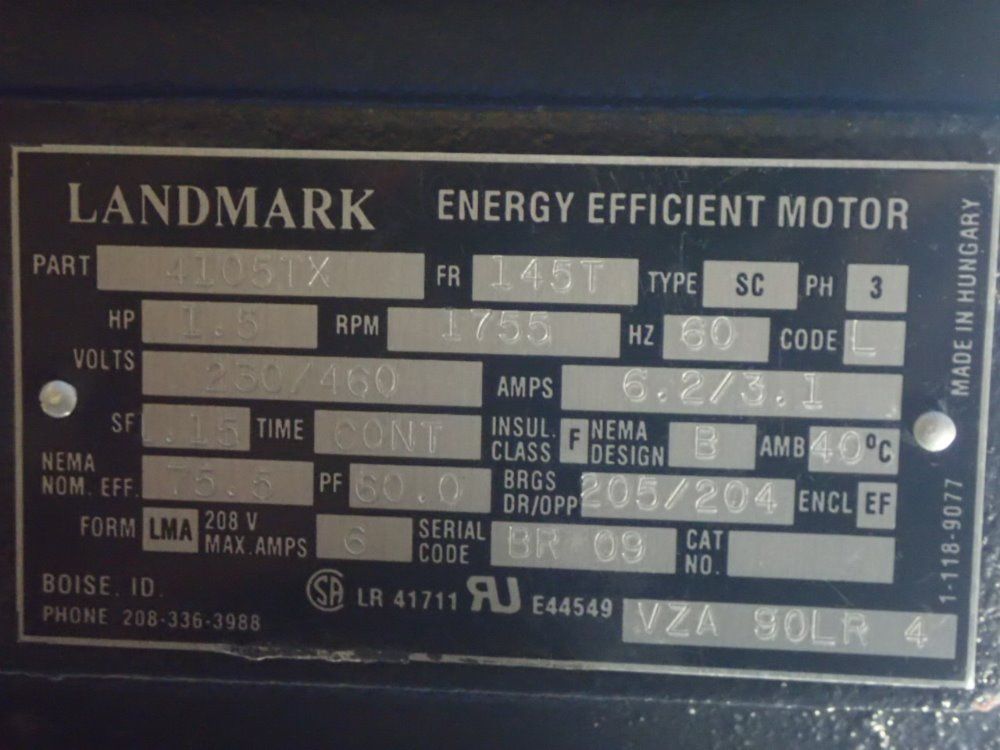 LANDMARK ENERGY EFFICIENT MOTOR
PART 4105TX FR 145T TYPE SC PH 3
HP 1.5 RPM 1755 HZ 60 CODE L
VOLTS 230/460 AMPS 6.2/3.1
SF 1.15 TIME CONT INSUL. CLASS F NEMA DESIGN B AMB 40°C
NEMA NOM. EFF. 75.5 PF 60.0 BRGS DR/OPP 205/204 ENCL EF
FORM LMA 208 V MAX. AMPS 6 SERIAL CODE BR 09 CAT NO.
BOISE. ID.
PHONE 208-336-3988
SA LR 41711 RU E44549 VZA 90LR 4
MADE IN HUNGARY
1-118-9077